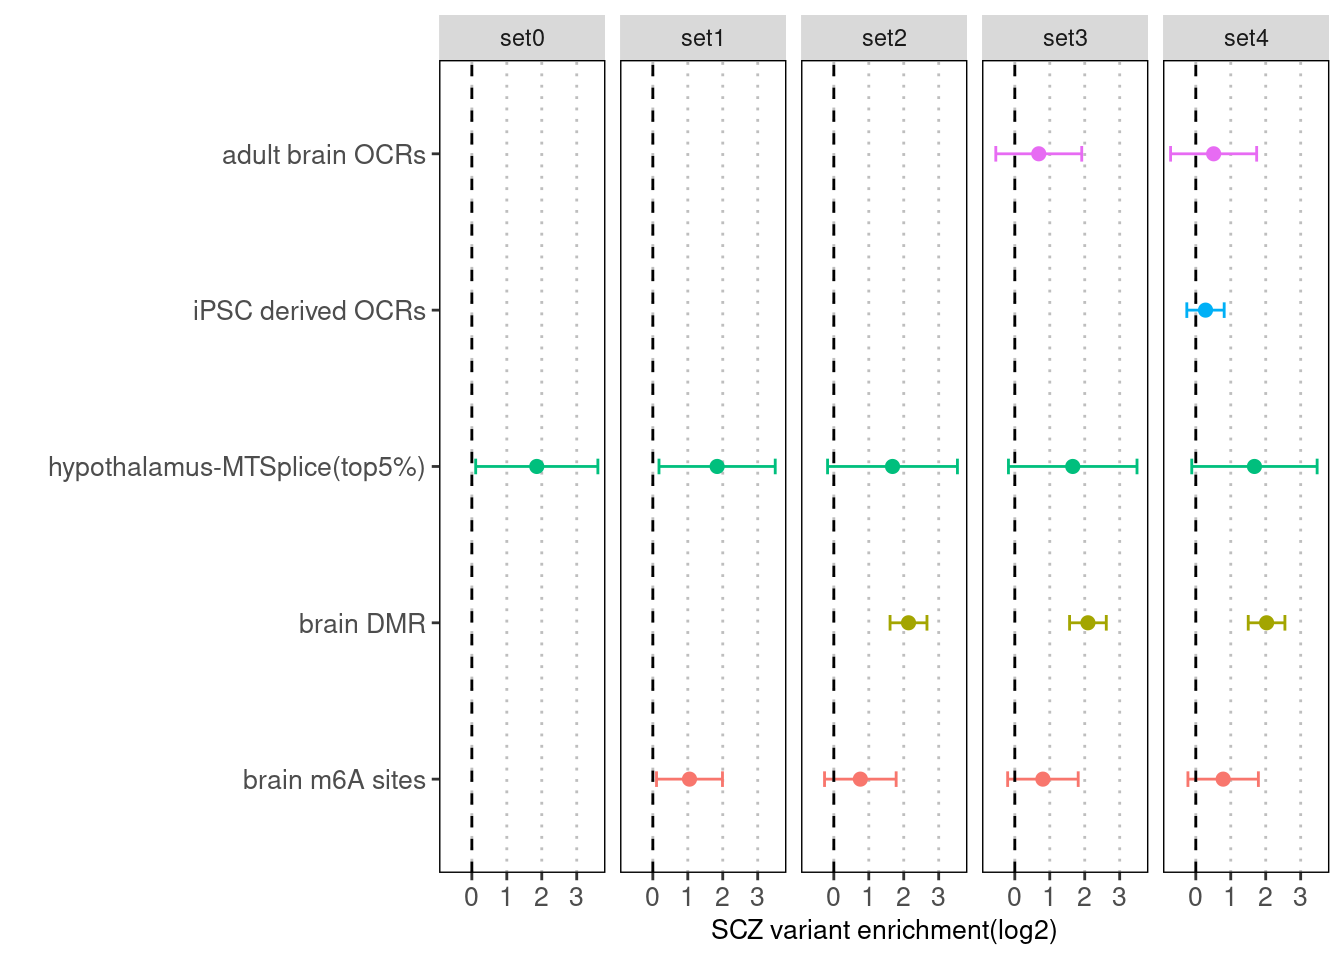 set0 set1 set2 set3 set4
adult brain OCRs
iPSC derived OCRs
hypothalamus-MTSplice(top5%)
brain DMR
brain m6A sites
0 1 2 3 0 1 2 3 0 1 2 3 0 1 2 3 0 1 2 3
SCZ variant enrichment(log2)